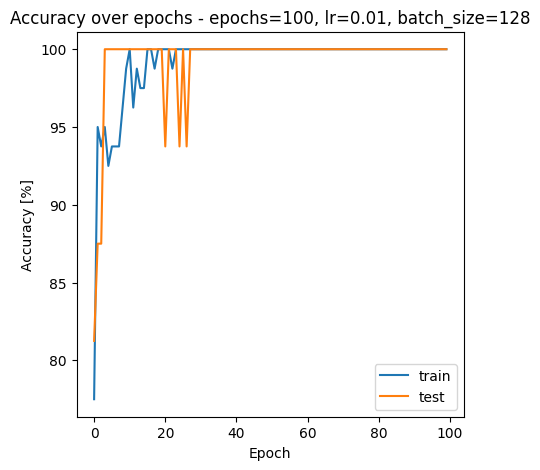 Accuracy over epochs - epochs=100, lr=0.01, batch_size=128
100
95
90
85
80
Accuracy [%]
0 20 40 60 80 100
Epoch
train
test